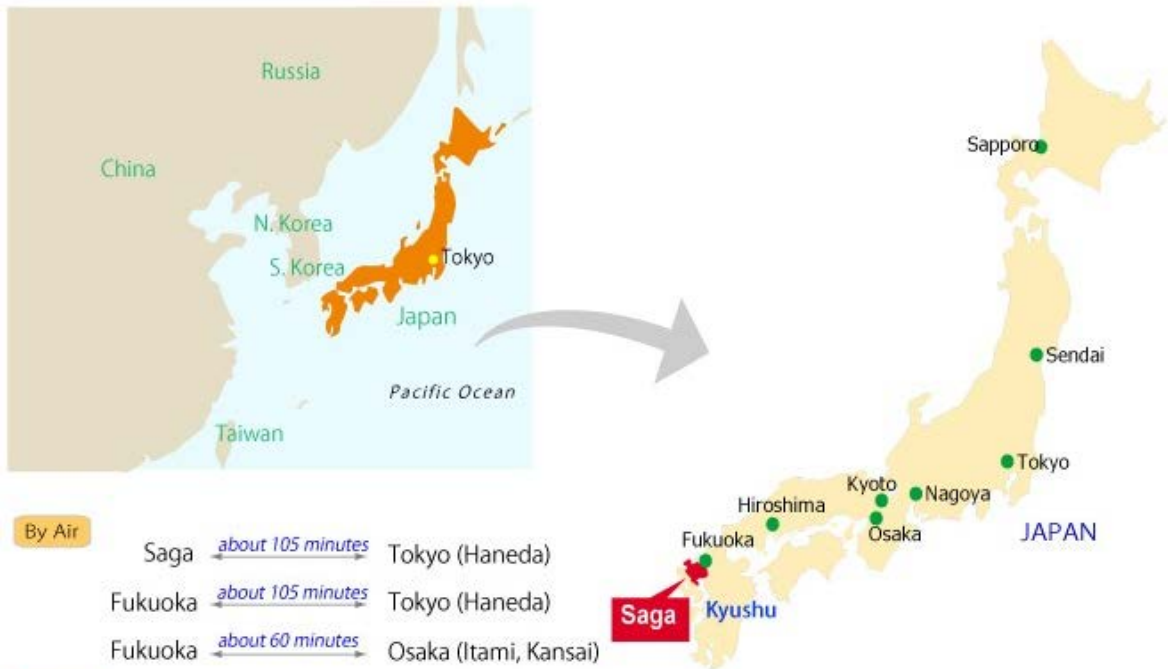 Russia
China
N. Korea
S. Korea
Tokyo
Japan
Pacific Ocean
Taiwan
Sapporo
Sendai
Tokyo
Nagoya
Kyoto
Osaka
Hiroshima
Fukuoka
JAPAN
Saga
Kyushu
By Air
Saga about 105 minutes Tokyo (Haneda)
Fukuoka about 105 minutes Tokyo (Haneda)
Fukuoka about 60 minutes Osaka (Itami, Kansai)